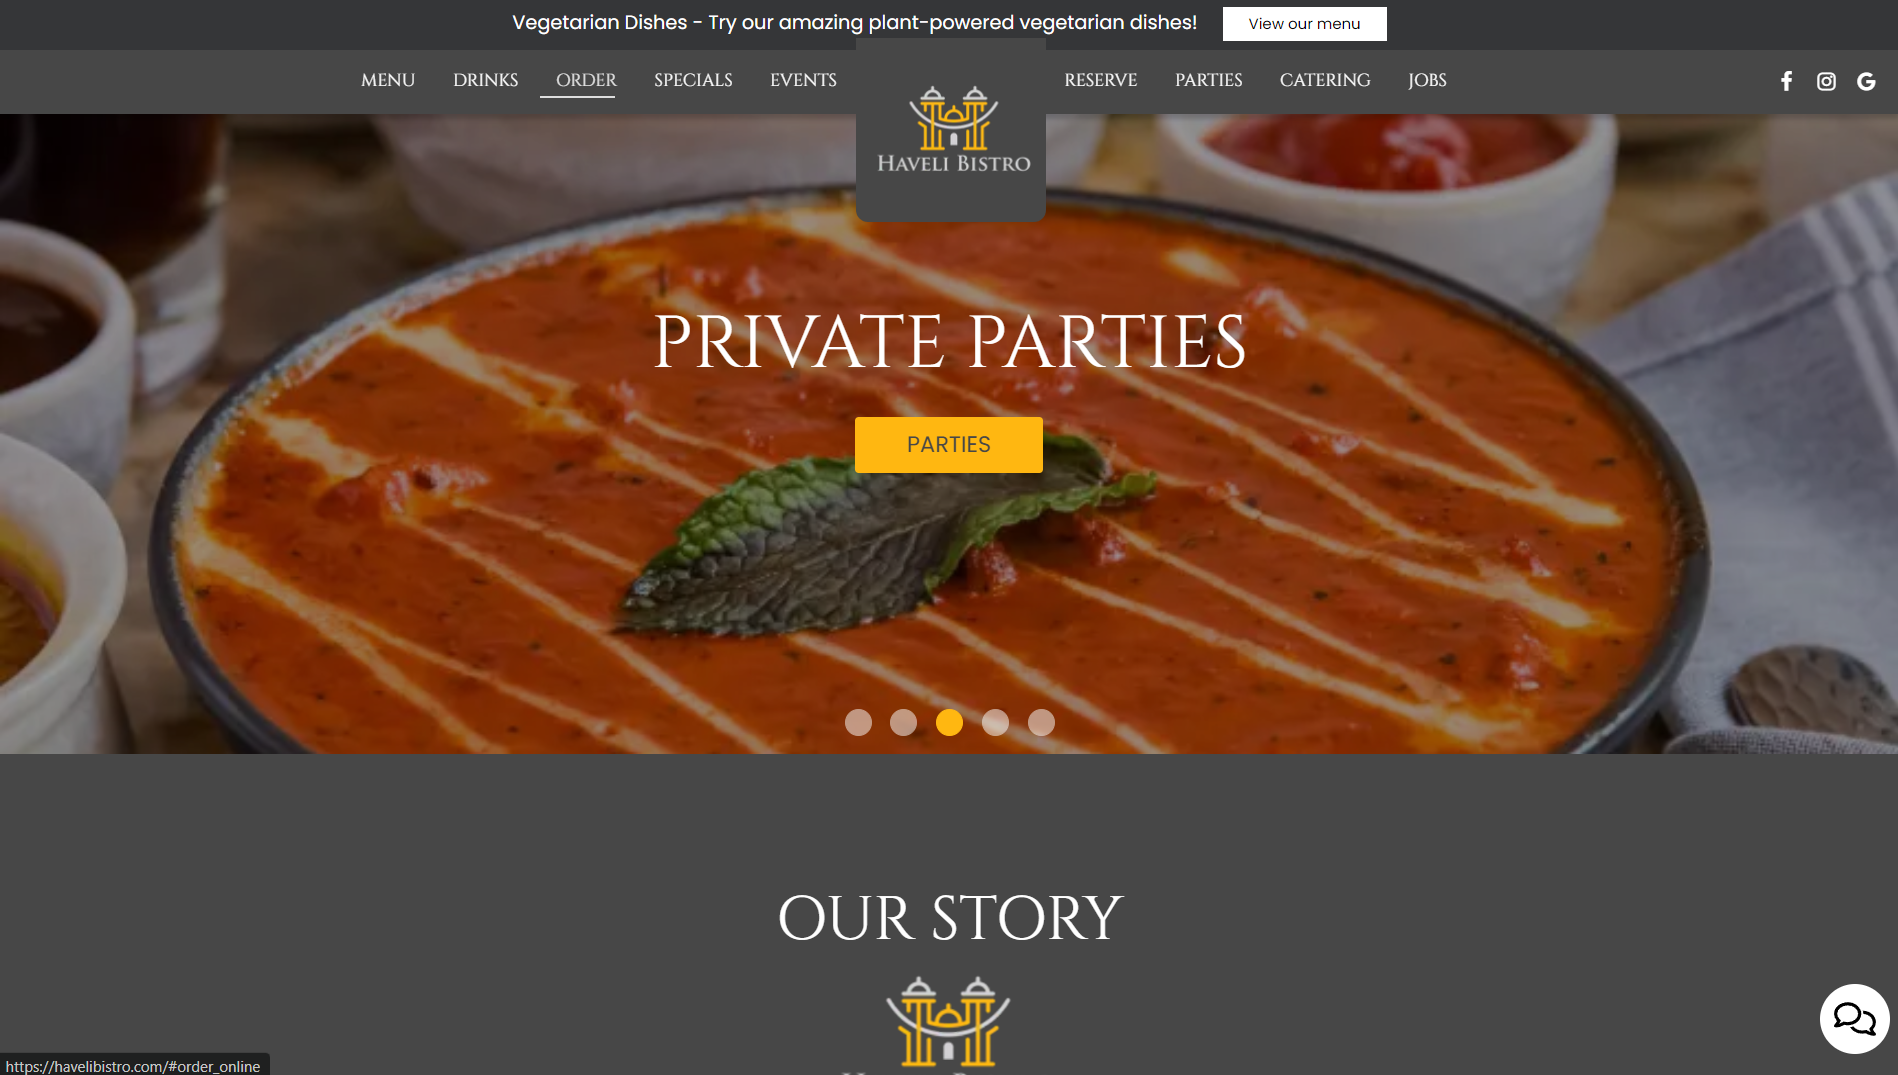 Vegetarian Dishes - Try our amazing plant-powered vegetarian dishes! View our menu
MENU DRINKS ORDER SPECIALS EVENTS RESERVE PARTIES CATERING JOBS
HAVELI BISTRO
PRIVATE PARTIES
PARTIES
OUR STORY
https://havelibistro.com/#order_online